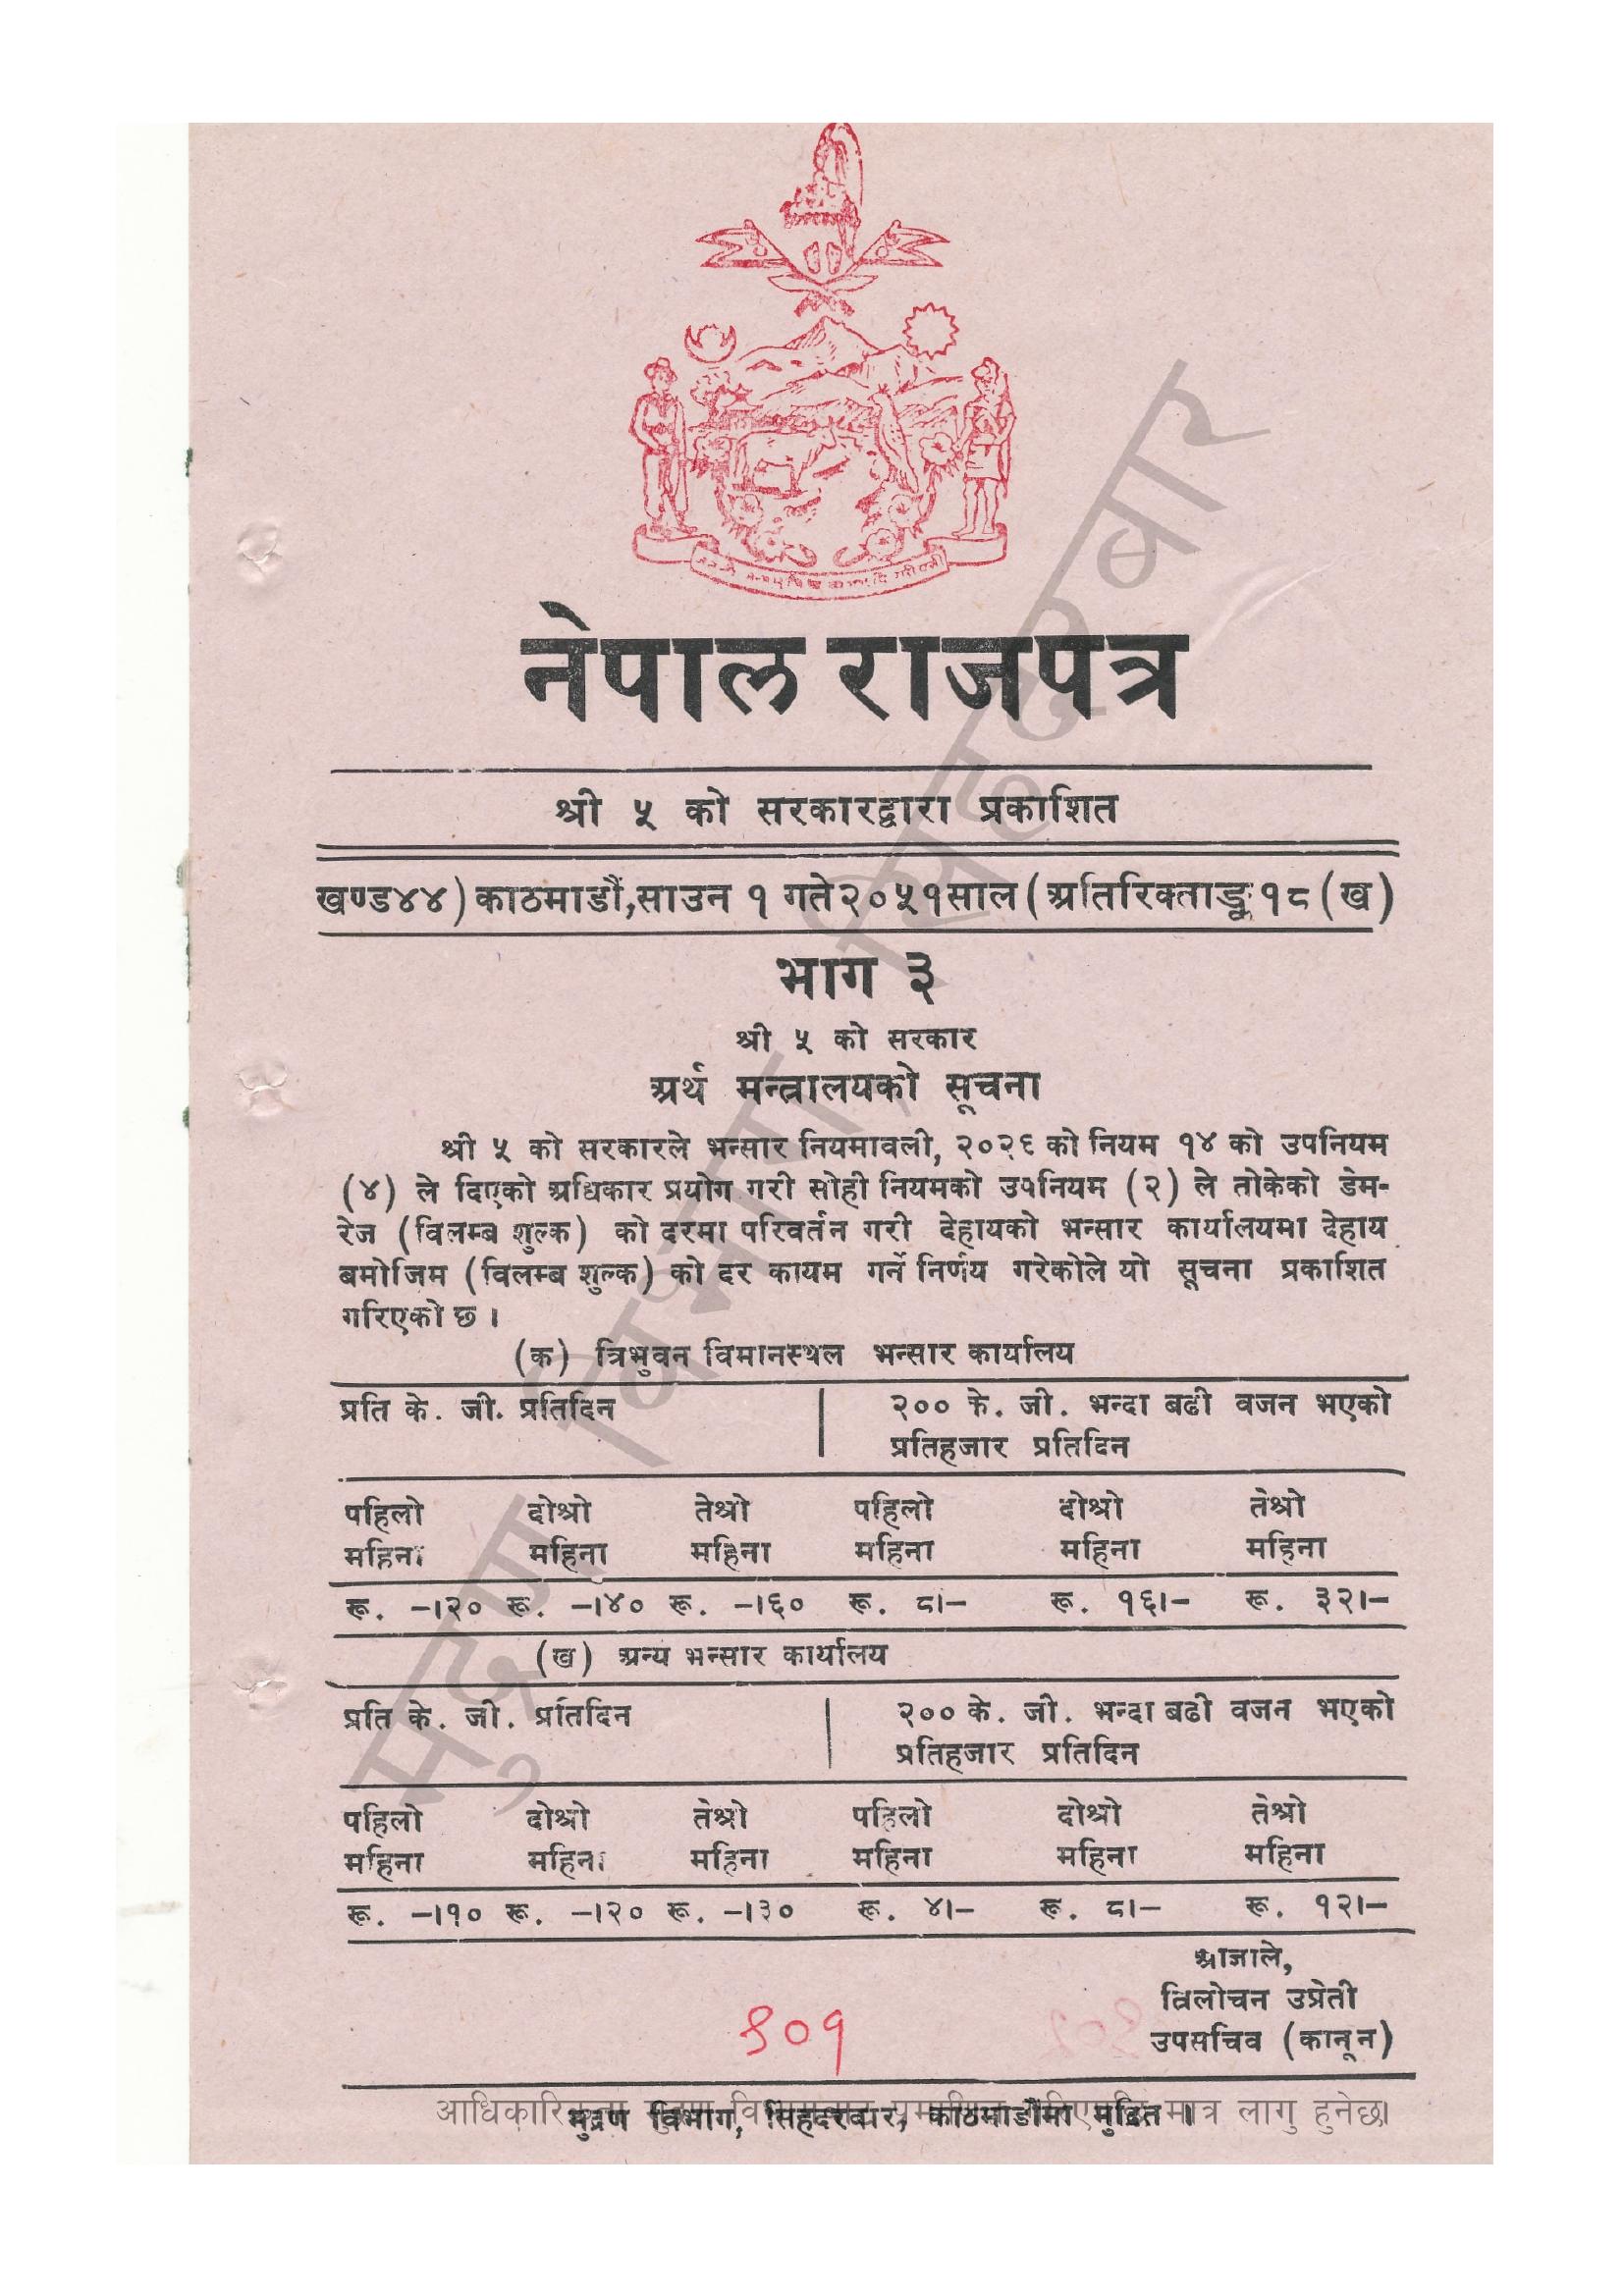 नेपाल राजपत्र
श्री ५ को सरकारद्वारा प्रकाशित
खण्ड४४) काठमाडौं,साउन १ गते२०५१साल (अतिरिक्ताङ्क १८ (ख)
भाग ३
श्री ५ को सरकार
अर्थ मन्त्रालयको सूचना
श्री ५ को सरकारले भन्सार नियमावली, २०२६ को नियम १४ को उपनियम
(४) ले दिएको अधिकार प्रयोग गरी सोही नियमको उपनियम (२) ले तोकेको डेम-
रेज (विलम्ब शुल्क) को दरमा परिवर्तन गरी देहायको भन्सार कार्यालयमा देहाय
बमोजिम (विलम्ब शुल्क) को दर कायम गर्ने निर्णय गरेकोले यो सूचना प्रकाशित
गरिएको छ ।
(क) त्रिभुवन विमानस्थल भन्सार कार्यालय
प्रति के. जी. प्रतिदिन २०० के. जी. भन्दा बढी वजन भएको
प्रतिहजार प्रतिदिन
पहिलो दोश्रो तेश्रो पहिलो दोश्रो तेश्रो
महिना महिना महिना महिना महिना महिना
रू. -।२० रू. -।४० रू. -।६० रू. ८।- रू. १६।- रू. ३२।-
(ख) अन्य भन्सार कार्यालय
प्रति के. जी. प्रतिदिन २०० के. जी. भन्दा बढी वजन भएको
प्रतिहजार प्रतिदिन
पहिलो दोश्रो तेश्रो पहिलो दोश्रो तेश्रो
महिना महिना महिना महिना महिना महिना
रू. -।१० रू. -।२० रू. -।३० रू. ४।- रू. ८।- रू. १२।-
आज्ञाले,
विलोचन उप्रेती
उपसचिव (कानून)
९०१
मुद्रण विभाग, सिंहदरबार, काठमाडौंमा मुद्रित ।
मात्र लागु हुनेछ।
मुद्रण विभाग, सिंहदरबार